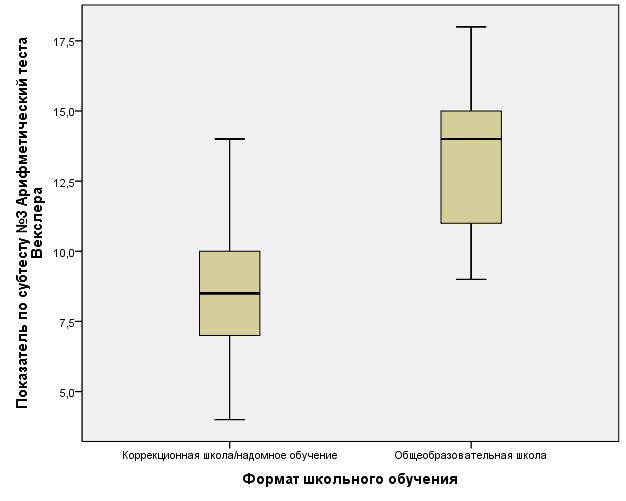 Показатель по субтесту №3 Арифметический теста
Векслера
17,5
15,0
12,5
10,0
7,5
5,0
Коррекционная школа/надомное обучение
Общеобразовательная школа
Формат школьного обучения